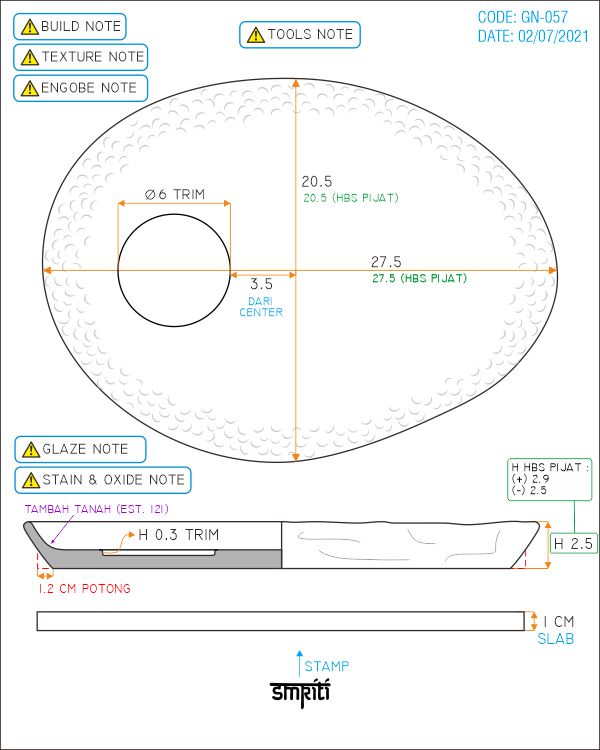 BUILD NOTE
TEXTURE NOTE
ENGOBE NOTE
TOOLS NOTE
CODE: GN-057
DATE: 02/07/2021
20.5
20.5 (HBS PIJAT)
Ø 6 TRIM
27.5
27.5 (HBS PIJAT)
3.5
DARI
CENTER
GLAZE NOTE
STAIN & OXIDE NOTE
H HBS PIJAT :
(+) 2.9
(-) 2.5
TAMBAH TANAH (EST. 121)
H 0.3 TRIM
H 2.5
1.2 CM POTONG
1 CM
SLAB
STAMP
smriti